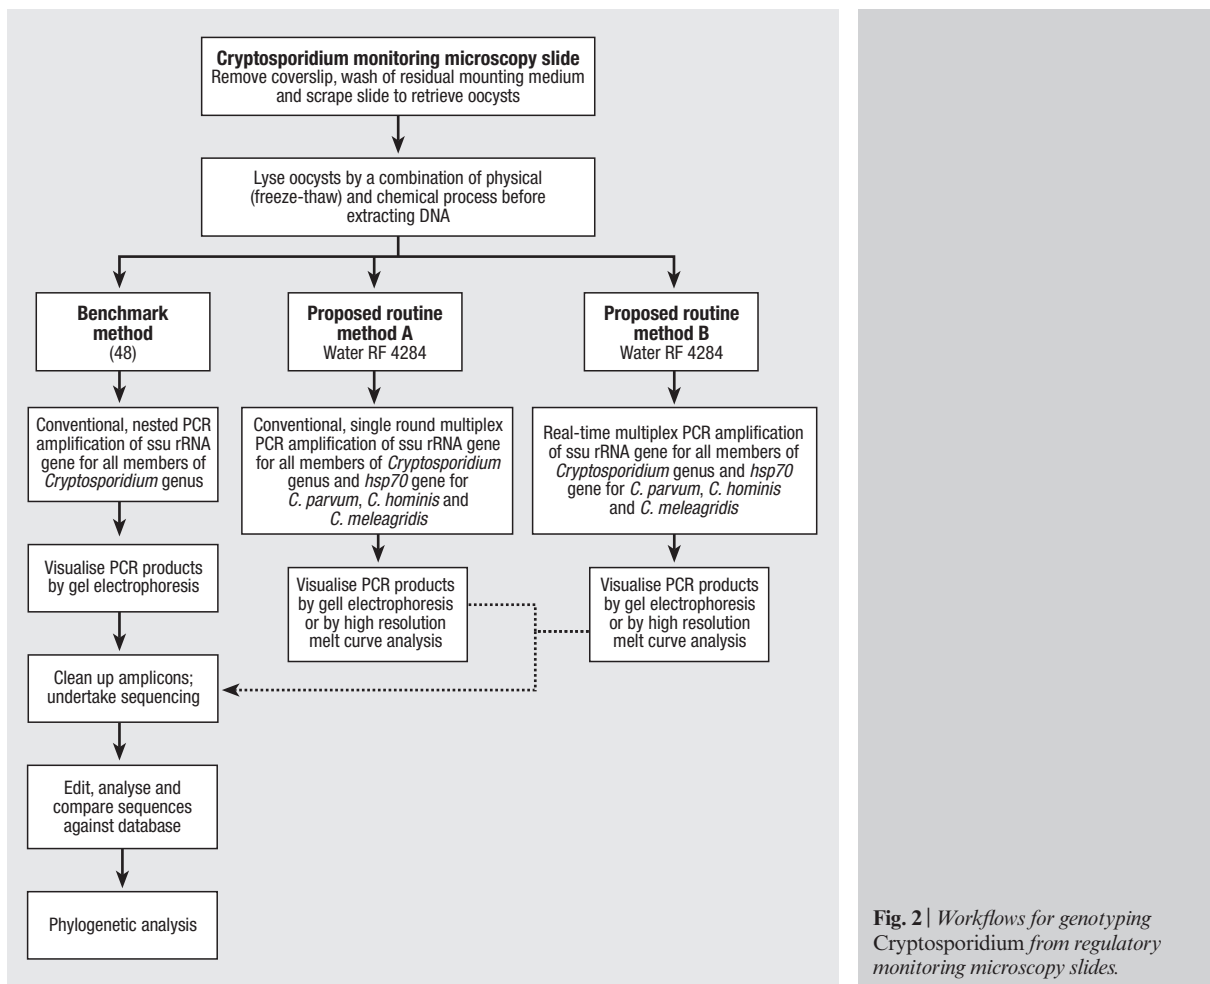 Cryptosporidium monitoring microscopy slide
Remove coverslip, wash of residual mounting medium
and scrape slide to retrieve oocysts
Lyse oocysts by a combination of physical
(freeze-thaw) and chemical process before
extracting DNA
Benchmark
method
(48)
Proposed routine
method A
Water RF 4284
Proposed routine
method B
Water RF 4284
Conventional, nested PCR
amplification of ssu rRNA
gene for all members of
Cryptosporidium genus
Conventional, single round multiplex
PCR amplification of ssu rRNA gene
for all members of Cryptosporidium
genus and hsp70 gene for
C. parvum, C. hominis and
C. meleagridis
Real-time multiplex PCR amplification
of ssu rRNA gene for all members of
Cryptosporidium genus and hsp70
gene for C. parvum, C. hominis
and C. meleagridis
Visualise PCR products
by gel electrophoresis
Visualise PCR products
by gell electrophoresis
or by high resolution
melt curve analysis
Visualise PCR products
by gel electrophoresis
or by high resolution
melt curve analysis
Clean up amplicons;
undertake sequencing
Edit, analyse and
compare sequences
against database
Phylogenetic analysis
Fig. 2 | Workflows for genotyping
Cryptosporidium from regulatory
monitoring microscopy slides.